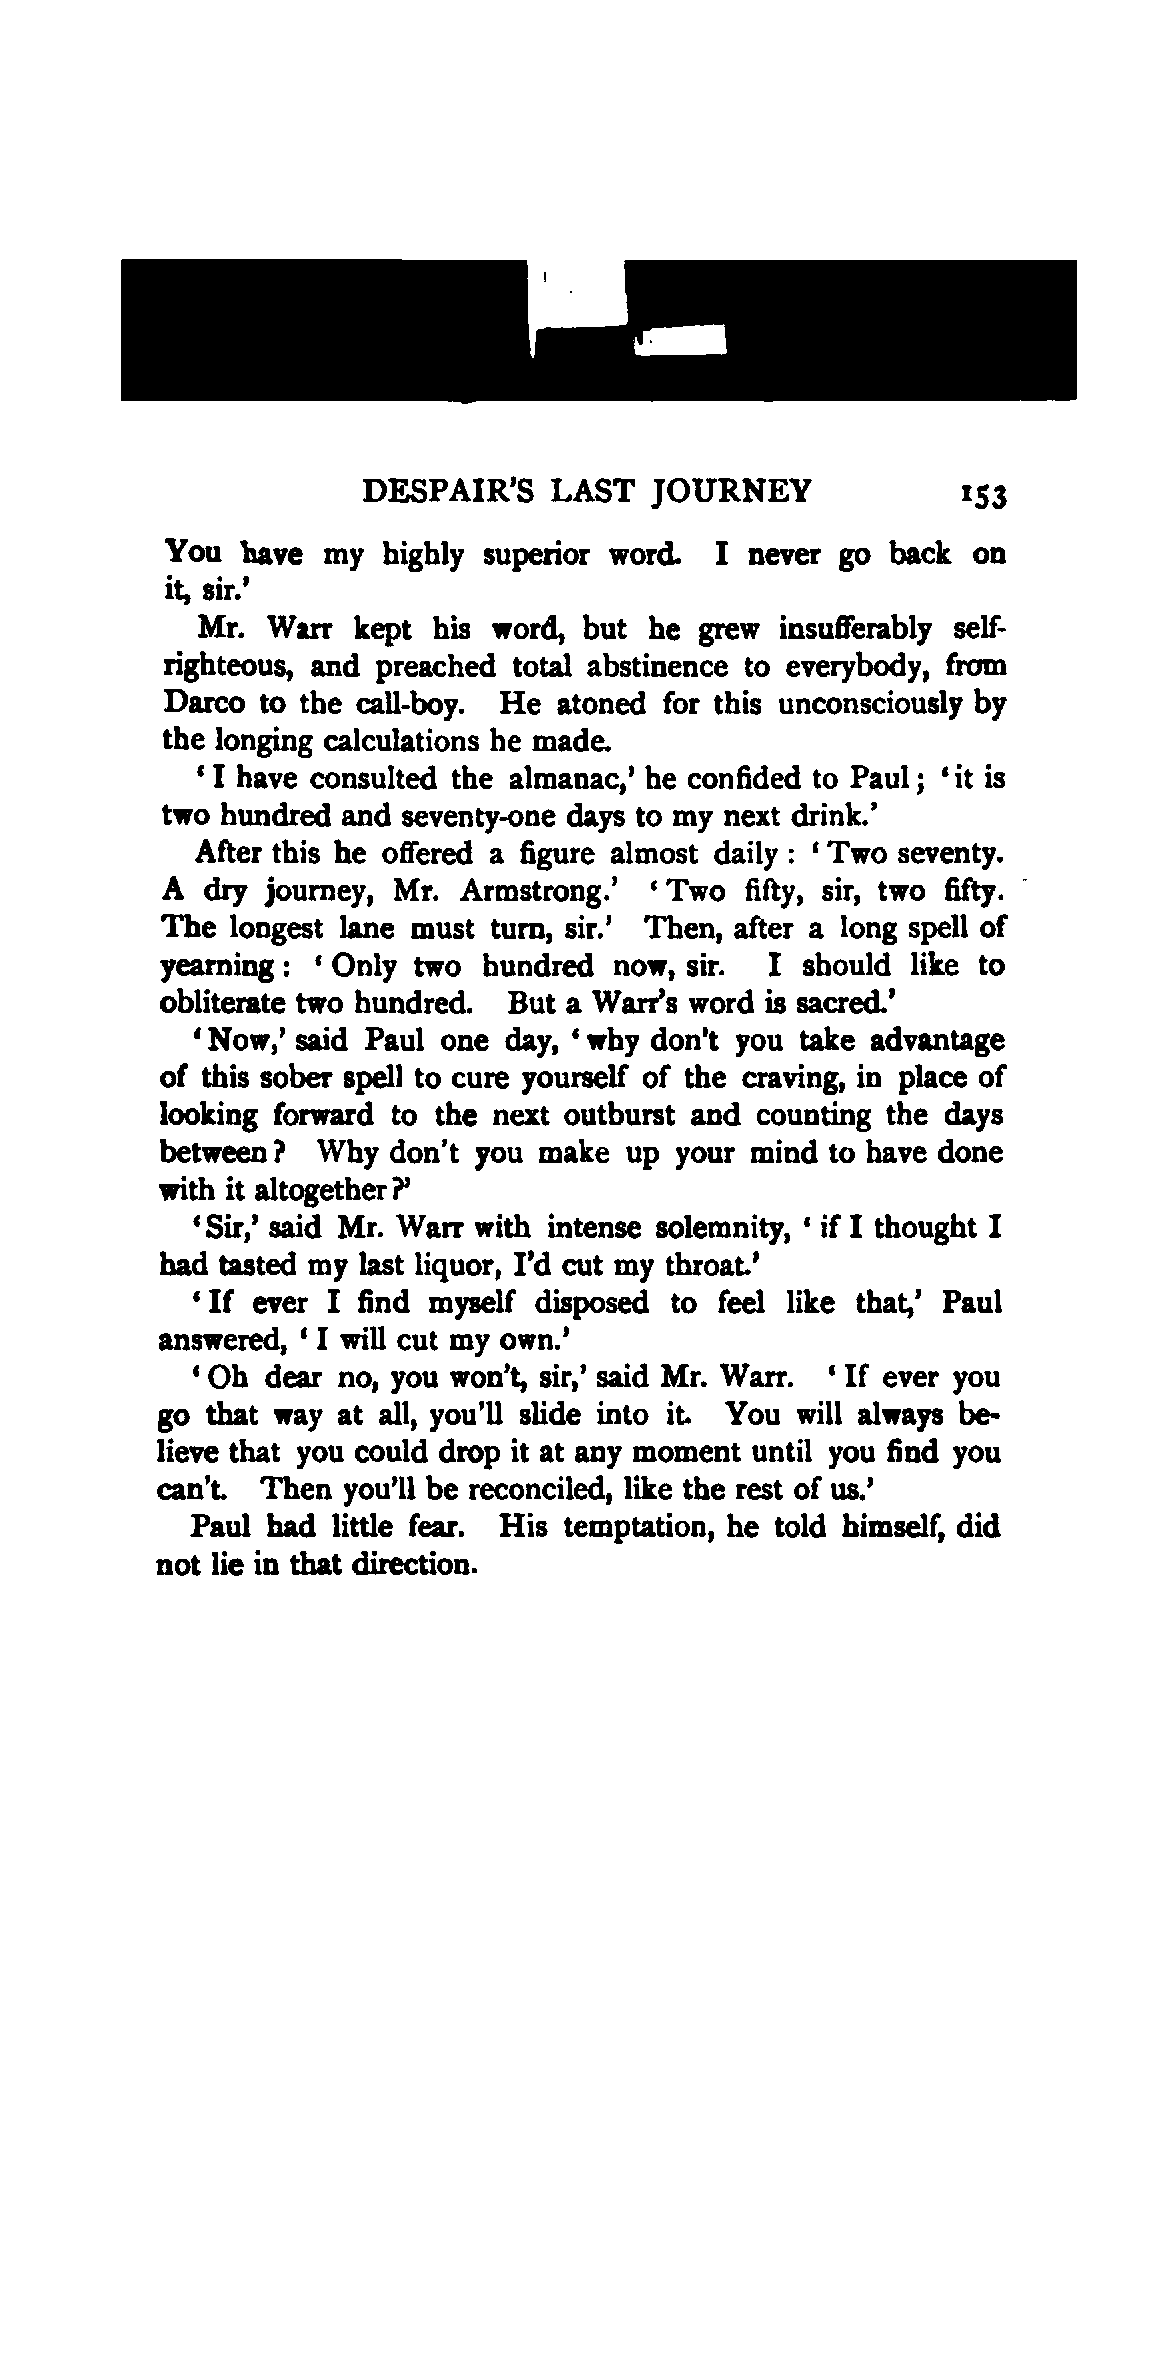 DESPAIR'S LAST JOURNEY 153
You have my highly superior word. I never go back on
it, sir.'
Mr. Warr kept his word, but he grew insufferably self-
righteous, and preached total abstinence to everybody, from
Darco to the call-boy. He atoned for this unconsciously by
the longing calculations he made.
'I have consulted the almanac,' he confided to Paul; 'it is
two hundred and seventy-one days to my next drink.'
After this he offered a figure almost daily: 'Two seventy.
A dry journey, Mr. Armstrong.' 'Two fifty, sir, two fifty.
The longest lane must turn, sir.' Then, after a long spell of
yearning: 'Only two hundred now, sir. I should like to
obliterate two hundred. But a Warr's word is sacred.'
'Now,' said Paul one day, 'why don't you take advantage
of this sober spell to cure yourself of the craving, in place of
looking forward to the next outburst and counting the days
between? Why don't you make up your mind to have done
with it altogether?'
'Sir,' said Mr. Warr with intense solemnity, 'if I thought I
had tasted my last liquor, I'd cut my throat.'
'If ever I find myself disposed to feel like that,' Paul
answered, 'I will cut my own.'
'Oh dear no, you won't, sir,' said Mr. Warr. 'If ever you
go that way at all, you'll slide into it. You will always be-
lieve that you could drop it at any moment until you find you
can't. Then you'll be reconciled, like the rest of us.'
Paul had little fear. His temptation, he told himself, did
not lie in that direction.